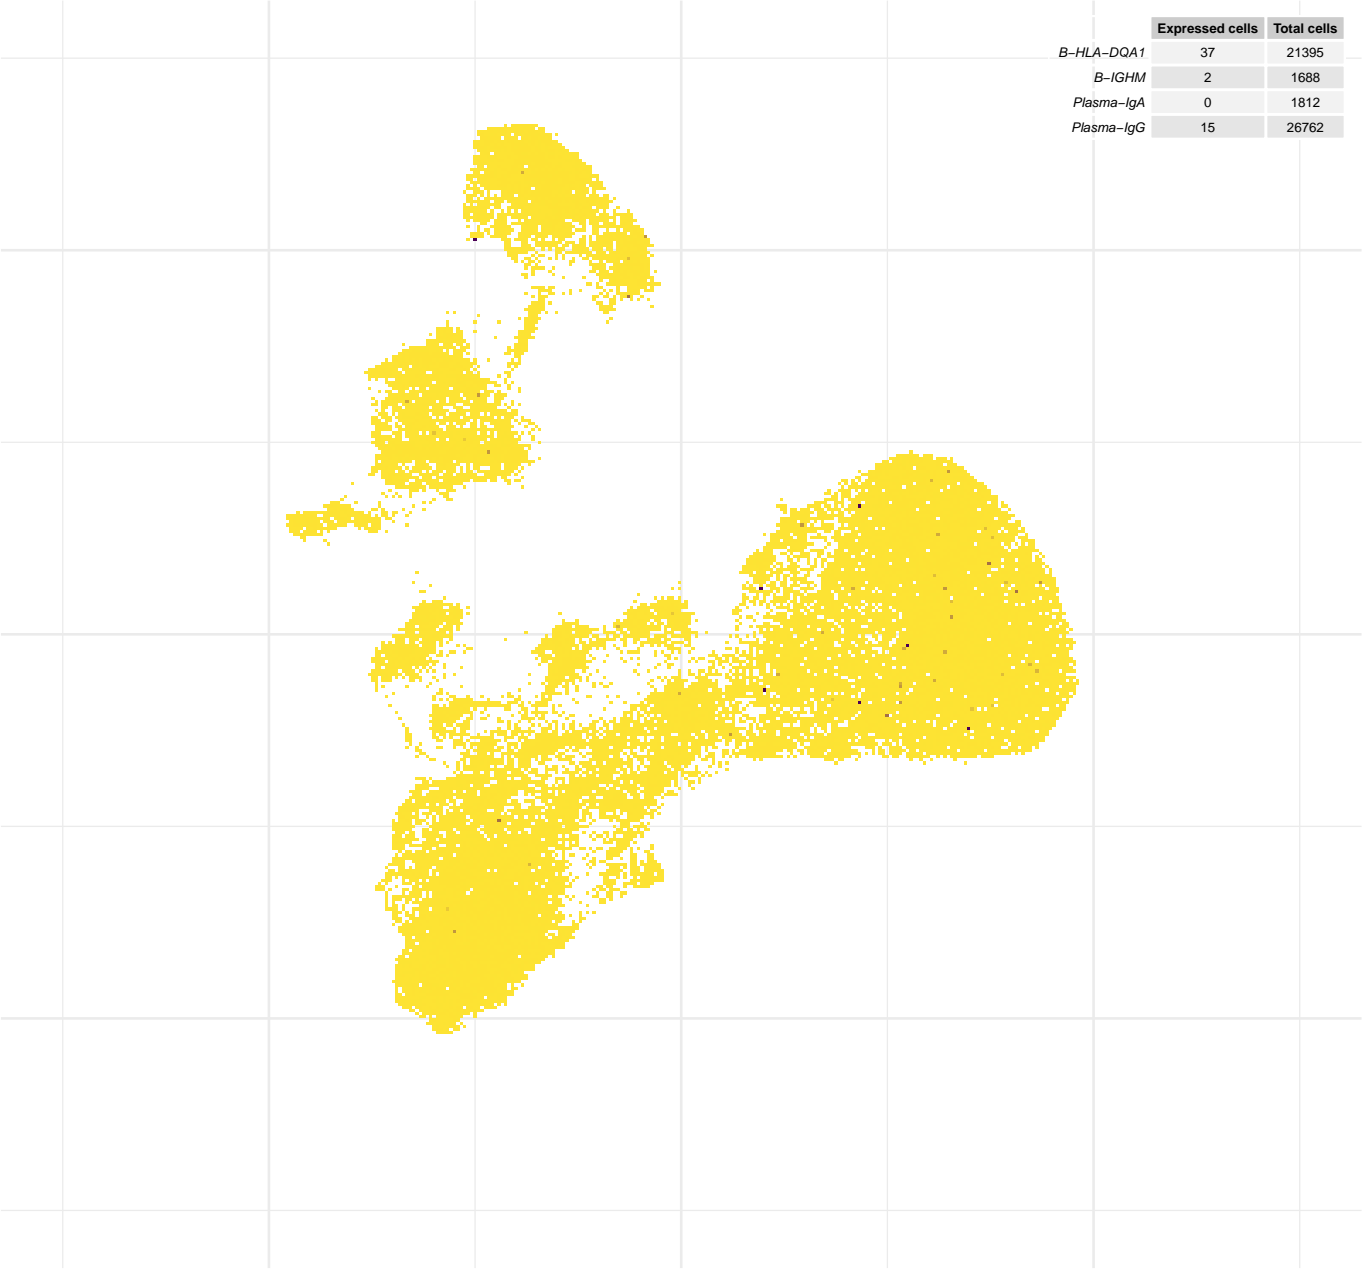 Expressed cells Total cells
B−HLA−DQA1 37 21395
B−IGHM 2 1688
Plasma−IgA 0 1812
Plasma−IgG 15 26762